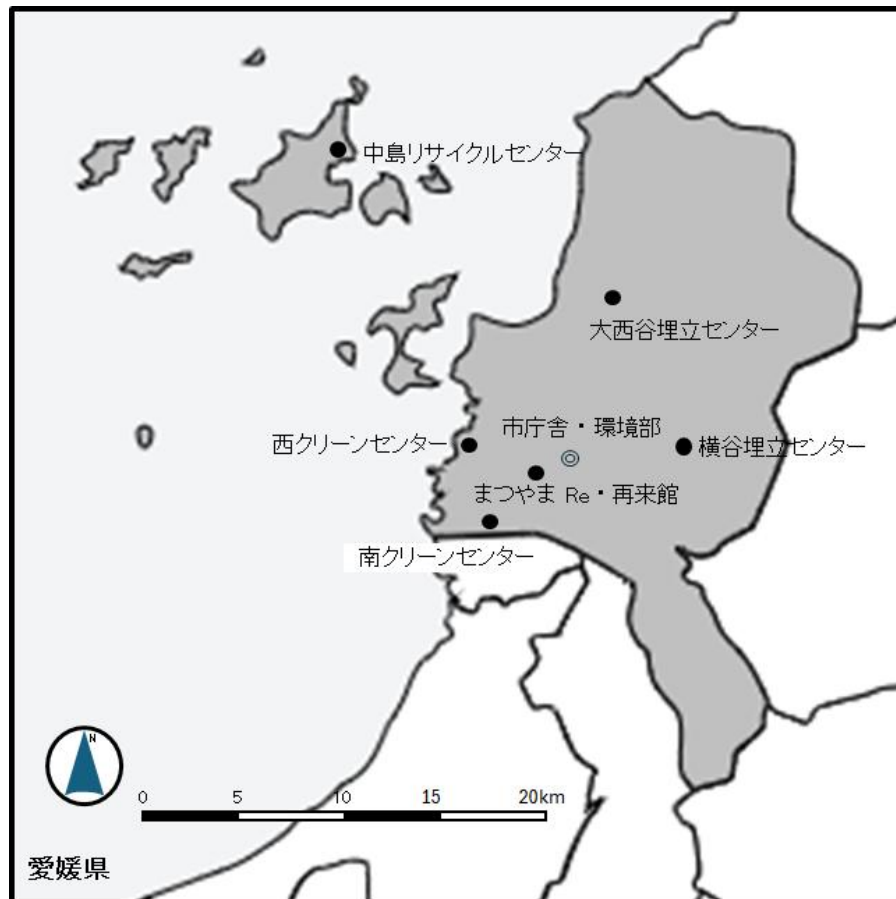 中島リサイクルセンター
大西谷埋立センター
市庁舎・環境部
西クリーンセンター
横谷埋立センター
まつやま Re・再来館
南クリーンセンター
N
0 5 10 15 20km
愛媛県